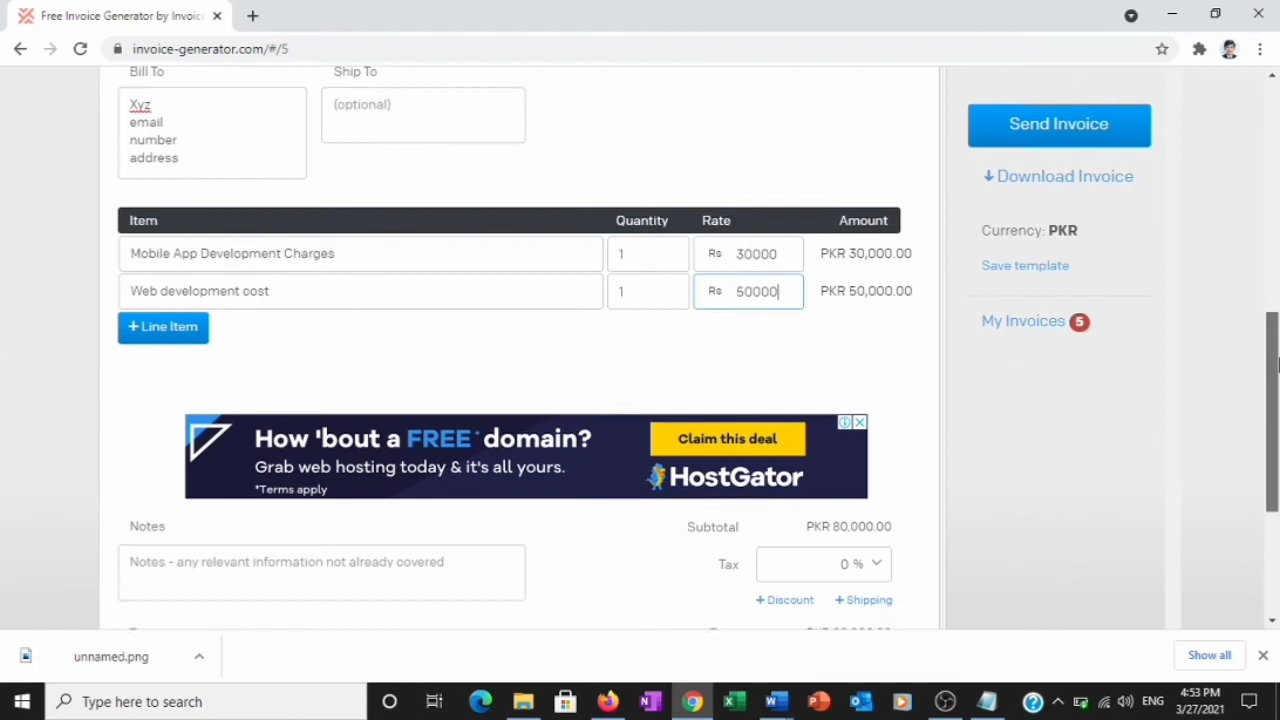 Free Invoice Generator by Invoic
invoice-generator.com/#/5
Bill To
Ship To
Xyz
email
number
address
(optional)
Send Invoice
Download Invoice
Currency: PKR
Save template
My Invoices 5
Item Quantity Rate Amount
Mobile App Development Charges 1 Rs 30000 PKR 30,000.00
Web development cost 1 Rs 50000 PKR 50,000.00
+ Line Item
How 'bout a FREE* domain?
Grab web hosting today & it's all yours.
*Terms apply
Claim this deal
HostGator
Notes
Notes - any relevant information not already covered
Subtotal PKR 80,000.00
Tax 0 %
+ Discount + Shipping
unnamed.png
Show all
Type here to search
ENG
4:53 PM
3/27/2021